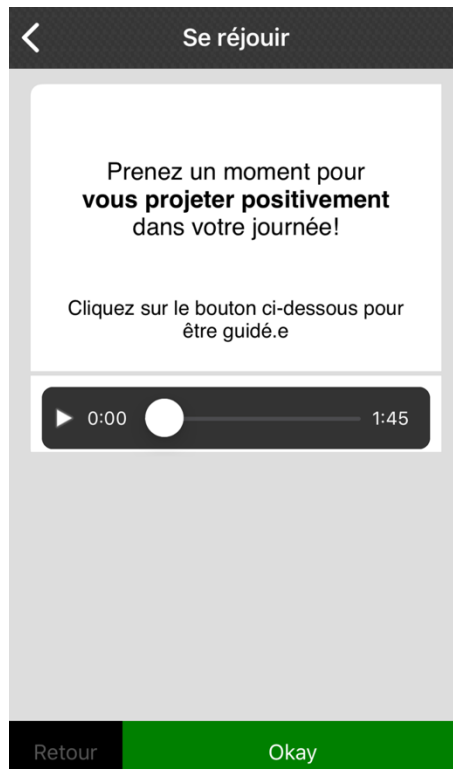 Se réjouir
Prenez un moment pour
vous projeter positivement
dans votre journée!
Cliquez sur le bouton ci-dessous pour
être guidé.e
0:00 1:45
Retour Okay